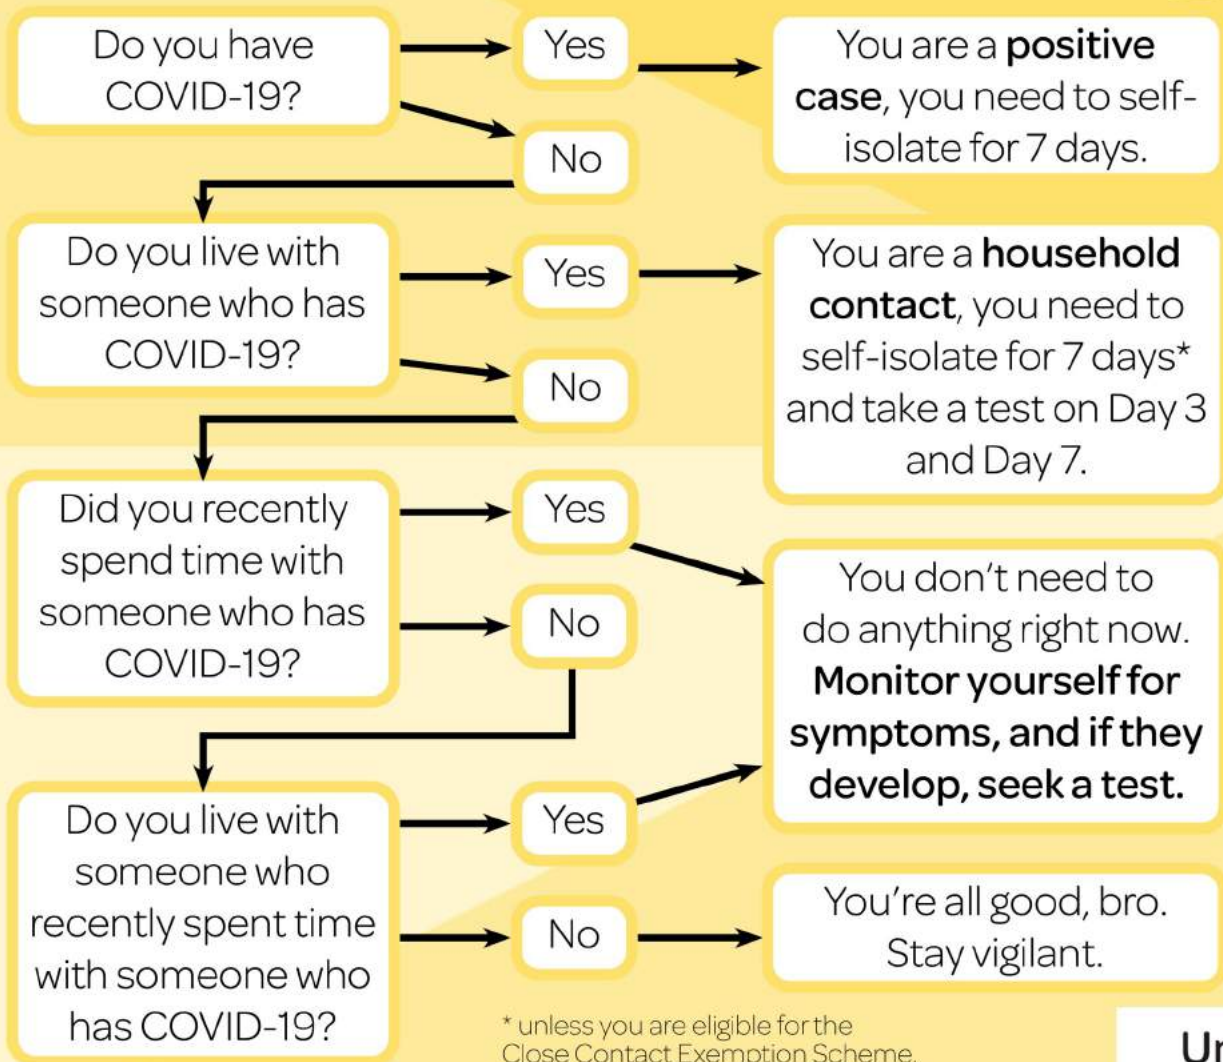 Do you have
COVID-19?
Yes
You are a positive
case, you need to self-
isolate for 7 days.
No
Do you live with
someone who has
COVID-19?
Yes
You are a household
contact, you need to
self-isolate for 7 days*
and take a test on Day 3
and Day 7.
No
Did you recently
spend time with
someone who has
COVID-19?
Yes
You don't need to
do anything right now.
Monitor yourself for
symptoms, and if they
develop, seek a test.
No
Do you live with
someone who
recently spent time
with someone who
has COVID-19?
Yes
No
You're all good, bro.
Stay vigilant.
* unless you are eligible for the
Close Contact Exemption Scheme.